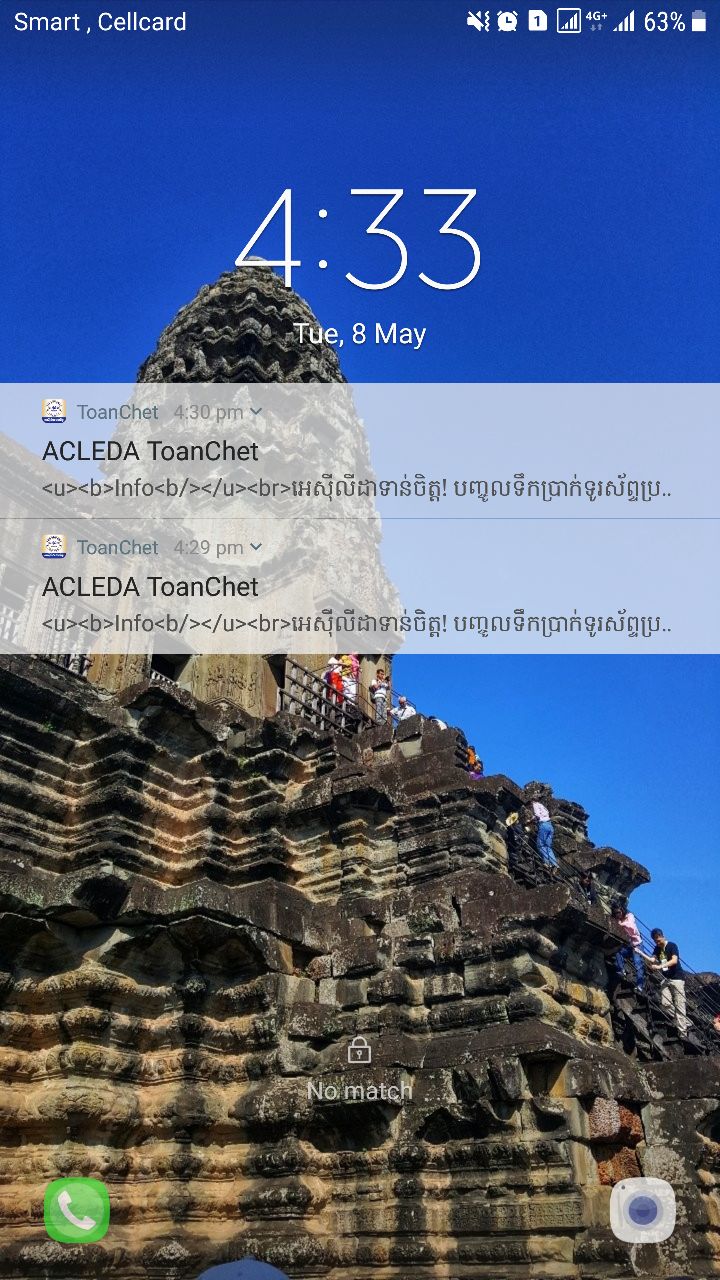 Smart , Cellcard
1 4G+ 63%
4:33
Tue, 8 May
ToanChet 4:30 pm
ACLEDA ToanChet
<u><b>Info<b/></u><br>អេស៊ីលីដាទាន់ចិត្ត! បញ្ចូលទឹកប្រាក់ទូរស័ព្ទប្រ..
ToanChet 4:29 pm
ACLEDA ToanChet
<u><b>Info<b/></u><br>អេស៊ីលីដាទាន់ចិត្ត! បញ្ចូលទឹកប្រាក់ទូរស័ព្ទប្រ..
No match